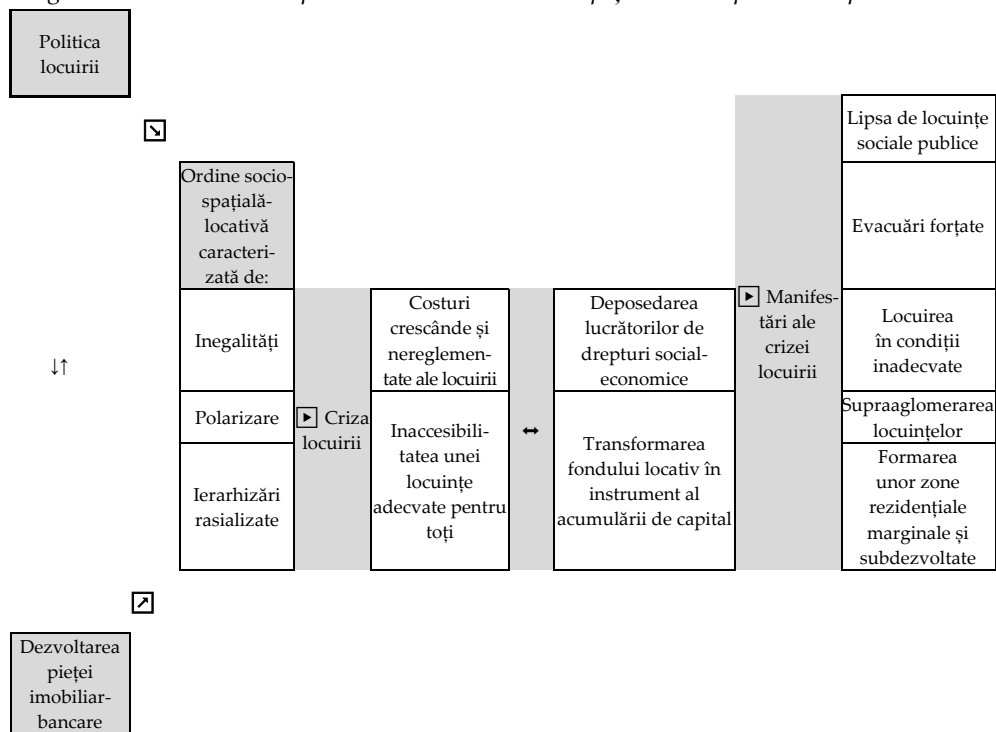 Politica
locuirii
Lipsa de locuințe
sociale publice
Ordine socio-
spațială-
locativă
caracteri-
zată de:
Evacuări forțate
Inegalități
Costuri
crescânde și
nereglemen-
tate ale locuirii
Deposedarea
lucrătorilor de
drepturi social-
economice
▸ Manifes-
tări ale
crizei
locuirii
Locuirea
în condiții
inadecvate
↓↑
Polarizare
▸ Criza
locuirii
Inaccesibili-
tatea unei
locuințe
adecvate pentru
toți
↔
Transformarea
fondului locativ în
instrument al
acumulării de capital
Supraaglomerarea
locuințelor
Ierarhizări
rasializate
Formarea
unor zone
rezidențiale
marginale și
subdezvoltate
Dezvoltarea
pieței
imobiliar-
bancare